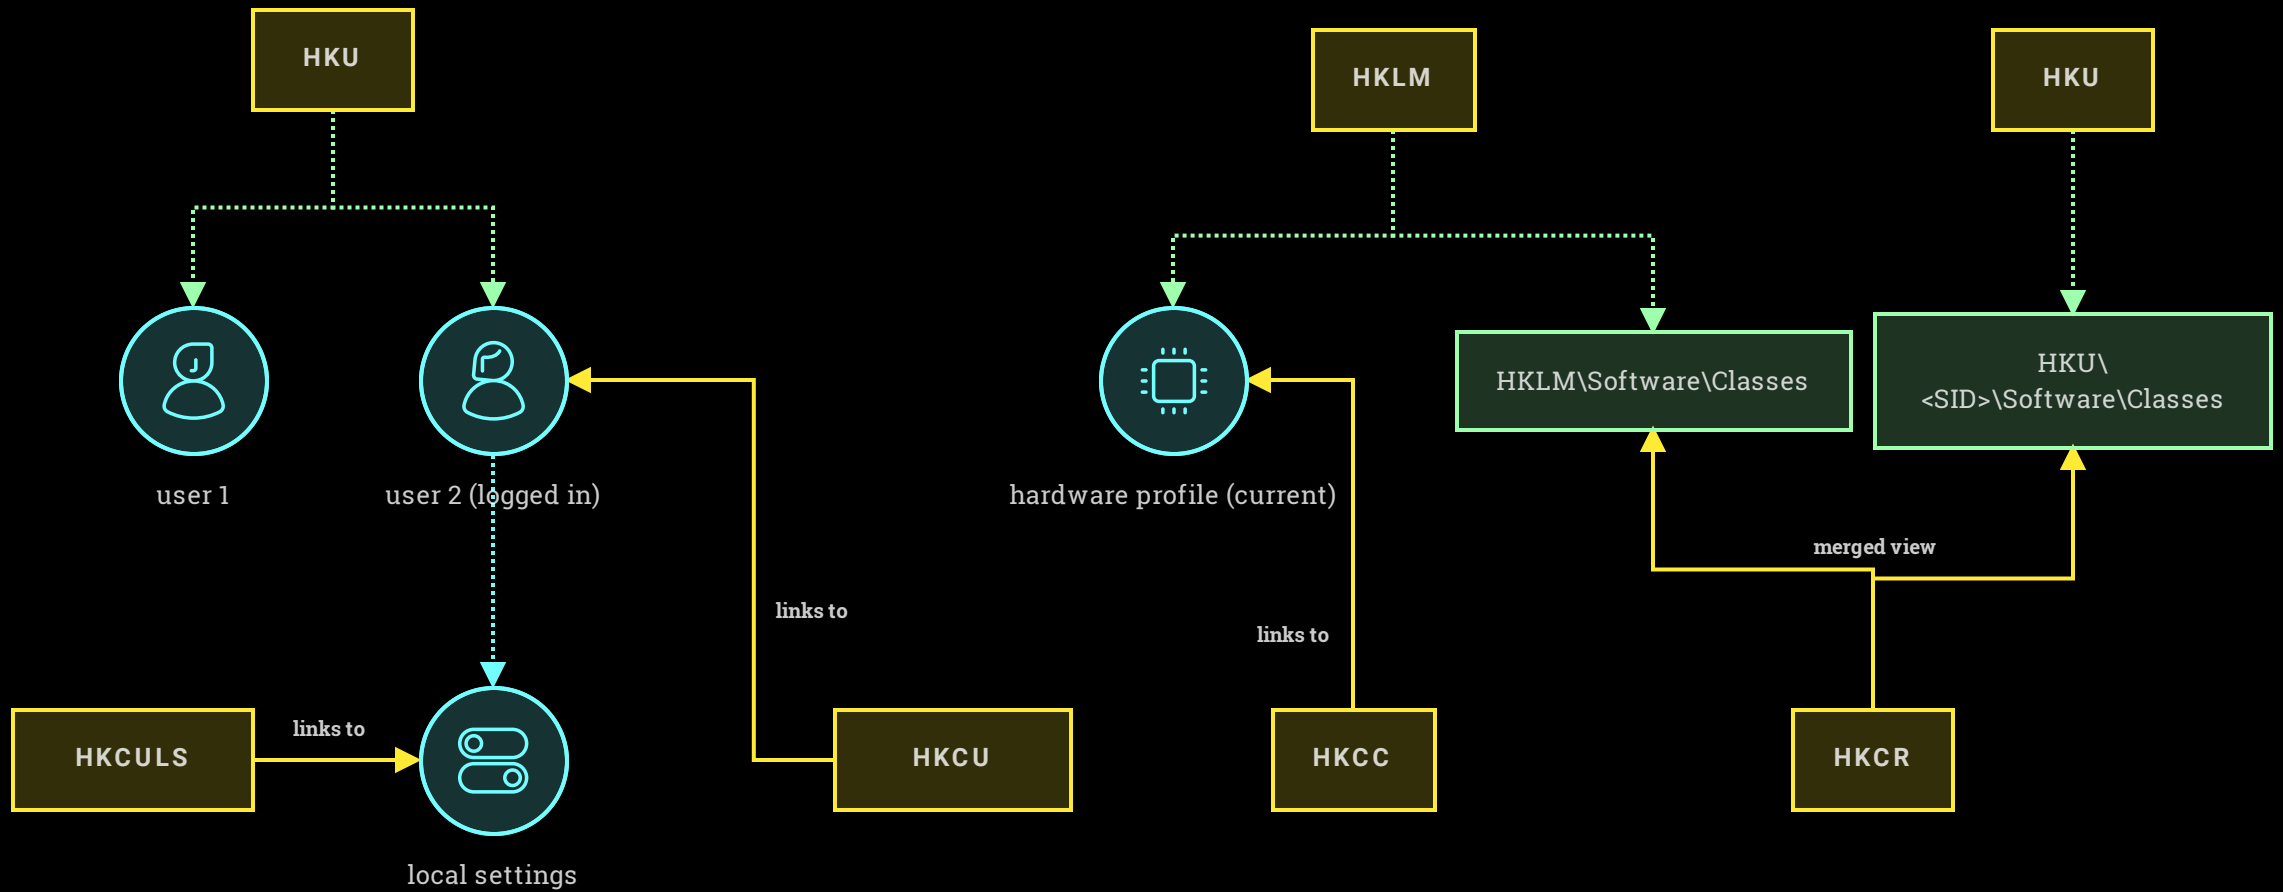 HKU
HKLM
HKU
HKLM\Software\Classes
HKU\
<SID>\Software\Classes
user 1
user 2 (logged in)
hardware profile (current)
merged view
links to
links to
links to
HKCULS
HKCU
HKCC
HKCR
local settings